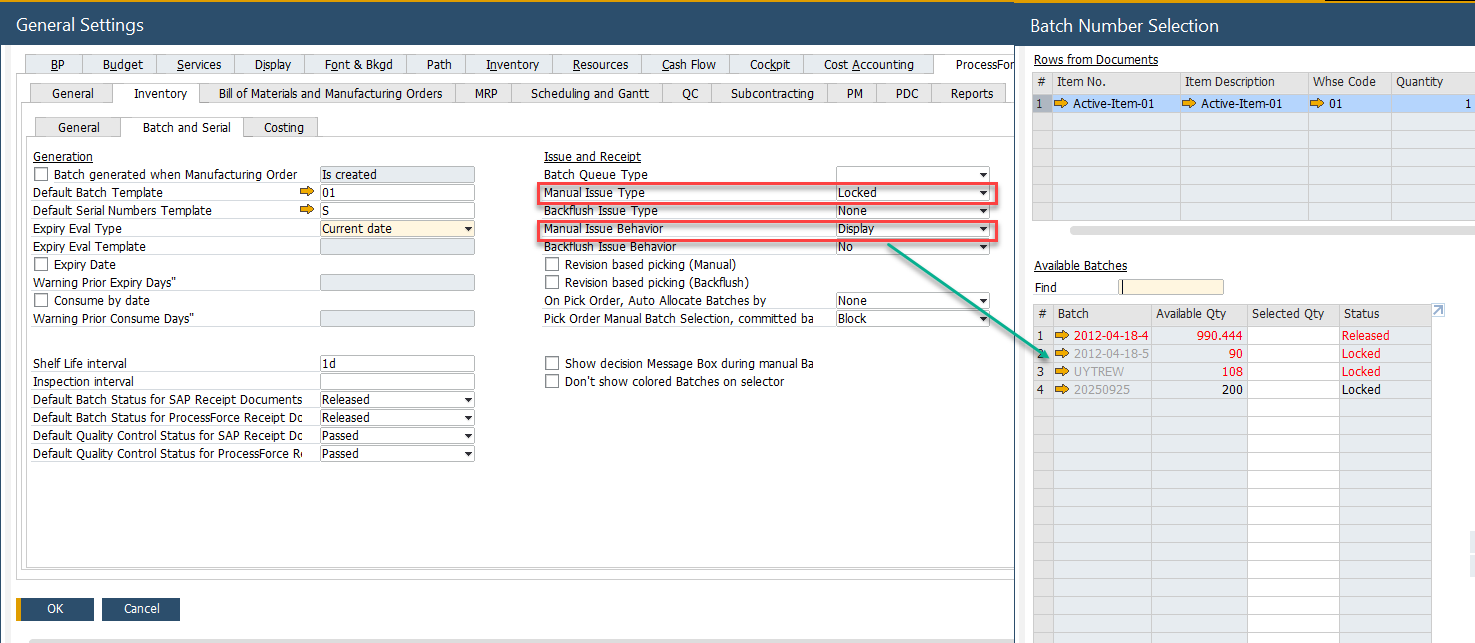 General Settings
BP Budget Services Display Font & Bkgd Path Inventory Resources Cash Flow Cockpit Cost Accounting ProcessFor
General Inventory Bill of Materials and Manufacturing Orders MRP Scheduling and Gantt QC Subcontracting PM PDC Reports
General Batch and Serial Costing
Generation
Batch generated when Manufacturing Order Is created
Default Batch Template 01
Default Serial Numbers Template S
Expiry Eval Type Current date
Expiry Eval Template
Expiry Date
Warning Prior Expiry Days"
Consume by date
Warning Prior Consume Days"
Shelf Life interval 1d
Inspection interval
Default Batch Status for SAP Receipt Documents Released
Default Batch Status for ProcessForce Receipt Dc Released
Default Quality Control Status for SAP Receipt Dc Passed
Default Quality Control Status for ProcessForce Re Passed
Issue and Receipt
Batch Queue Type
Manual Issue Type Locked
Backflush Issue Type None
Manual Issue Behavior Display
Backflush Issue Behavior No
Revision based picking (Manual)
Revision based picking (Backflush)
On Pick Order, Auto Allocate Batches by None
Pick Order Manual Batch Selection, committed ba Block
Show decision Message Box during manual Ba
Don't show colored Batches on selector
OK Cancel
Batch Number Selection
Rows from Documents
# Item No. Item Description Whse Code Quantity
1 Active-Item-01 Active-Item-01 01 1
Available Batches
Find
# Batch Available Qty Selected Qty Status
1 2012-04-18-4 990.444 Released
2 2012-04-18-5 90 Locked
3 UYTREW 108 Locked
4 20250925 200 Locked